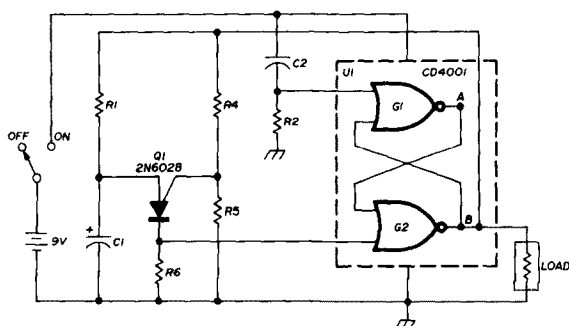 C2
U1
CD4001
R1
R4
G1
A
R2
OFF
ON
Q1
2N6028
R5
+
C1
G2
B
9V
R6
LOAD